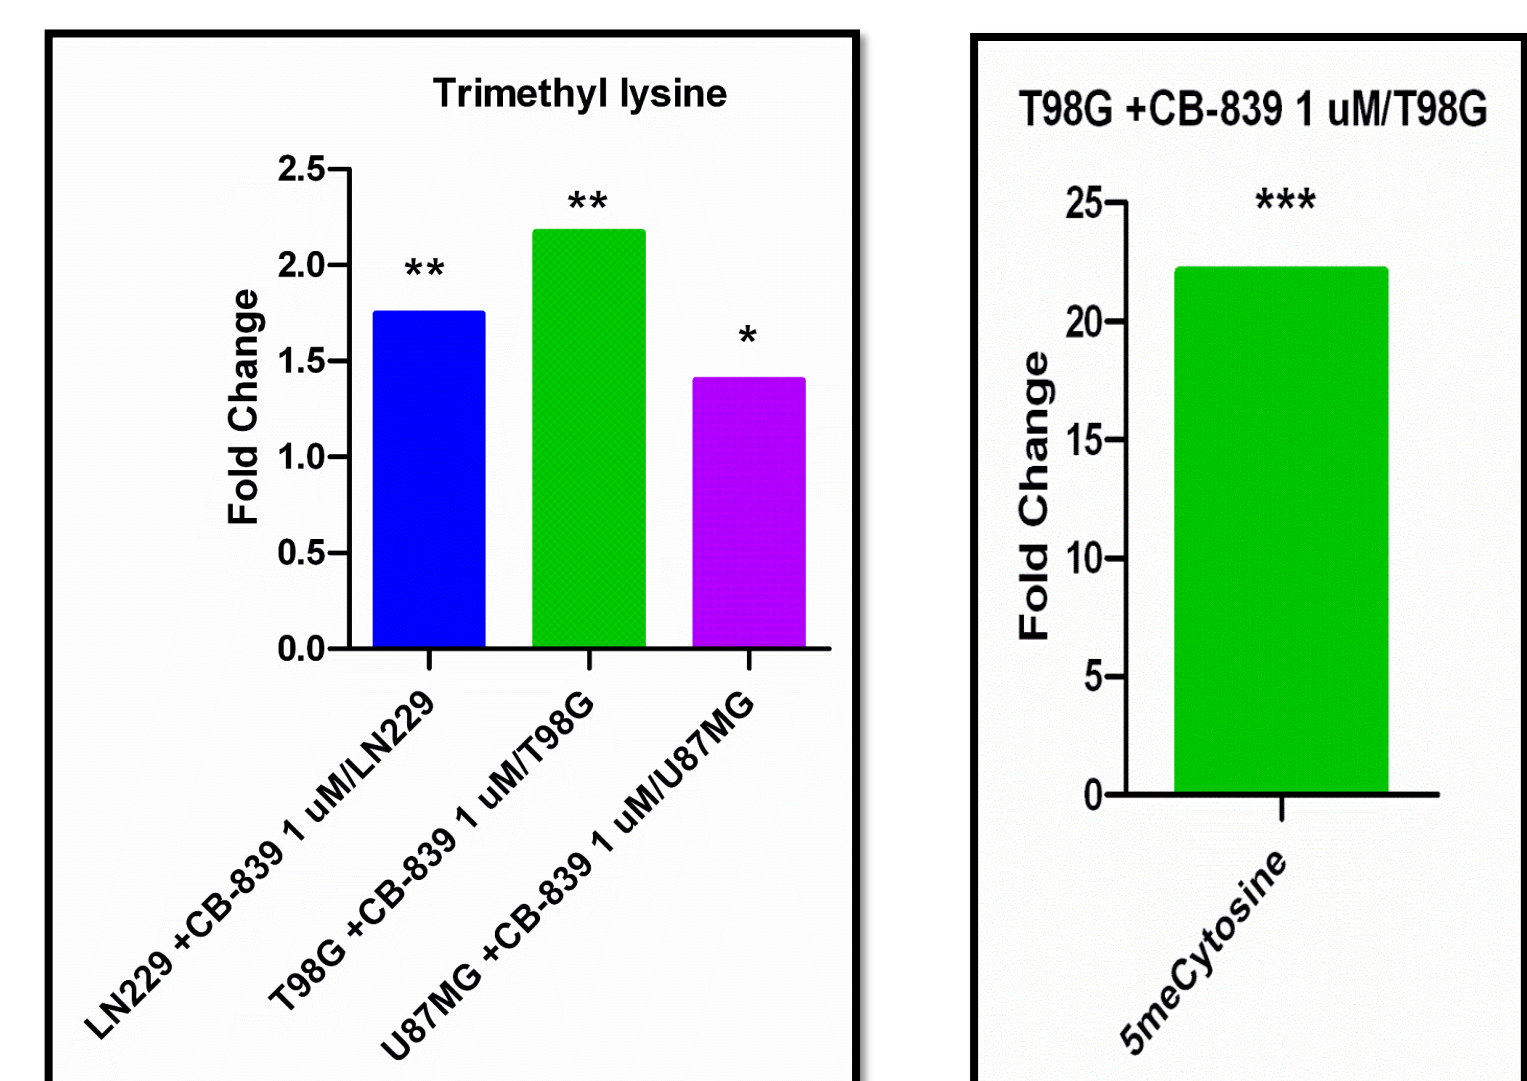 Trimethyl lysine
Fold Change
2.5
2.0
1.5
1.0
0.5
0.0
**
**
*
LN229 +CB-839 1 uM/LN229
T98G +CB-839 1 uM/T98G
U87MG +CB-839 1 uM/U87MG
T98G +CB-839 1 uM/T98G
Fold Change
25
20
15
10
5
0
***
5meCytosine